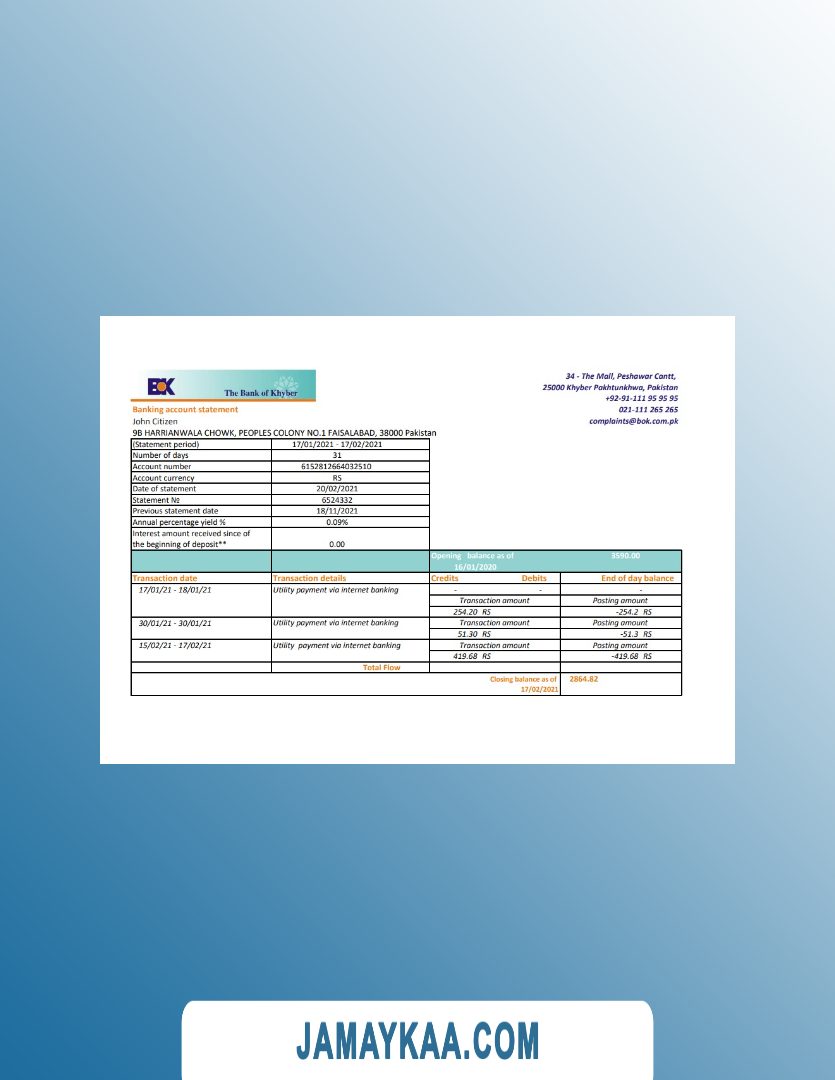 BOK
The Bank of Khyber
34 - The Mall, Peshawar Cantt,
25000 Khyber Pakhtunkhwa, Pakistan
+92-91-111 95 95 95
021-111 265 265
complaints@bok.com.pk
Banking account statement
John Citizen
9B HARRIANWALA CHOWK, PEOPLES COLONY NO.1 FAISALABAD, 38000 Pakistan
(Statement period) 17/01/2021 - 17/02/2021
Number of days 31
Account number 6152812664032510
Account currency RS
Date of statement 20/02/2021
Statement № 6524332
Previous statement date 18/11/2021
Annual percentage yield % 0.09%
Interest amount received since of
the beginning of deposit** 0.00
Opening balance as of 3590.00
16/01/2020
Transaction date Transaction details Credits Debits End of day balance
17/01/21 - 18/01/21 Utility payment via internet banking - - -
Transaction amount Posting amount
254.20 RS -254.2 RS
30/01/21 - 30/01/21 Utility payment via internet banking Transaction amount Posting amount
51.30 RS -51.3 RS
15/02/21 - 17/02/21 Utility payment via internet banking Transaction amount Posting amount
419.68 RS -419.68 RS
Total Flow
Closing balance as of 2864.82
17/02/2021
JAMAYKAA.COM